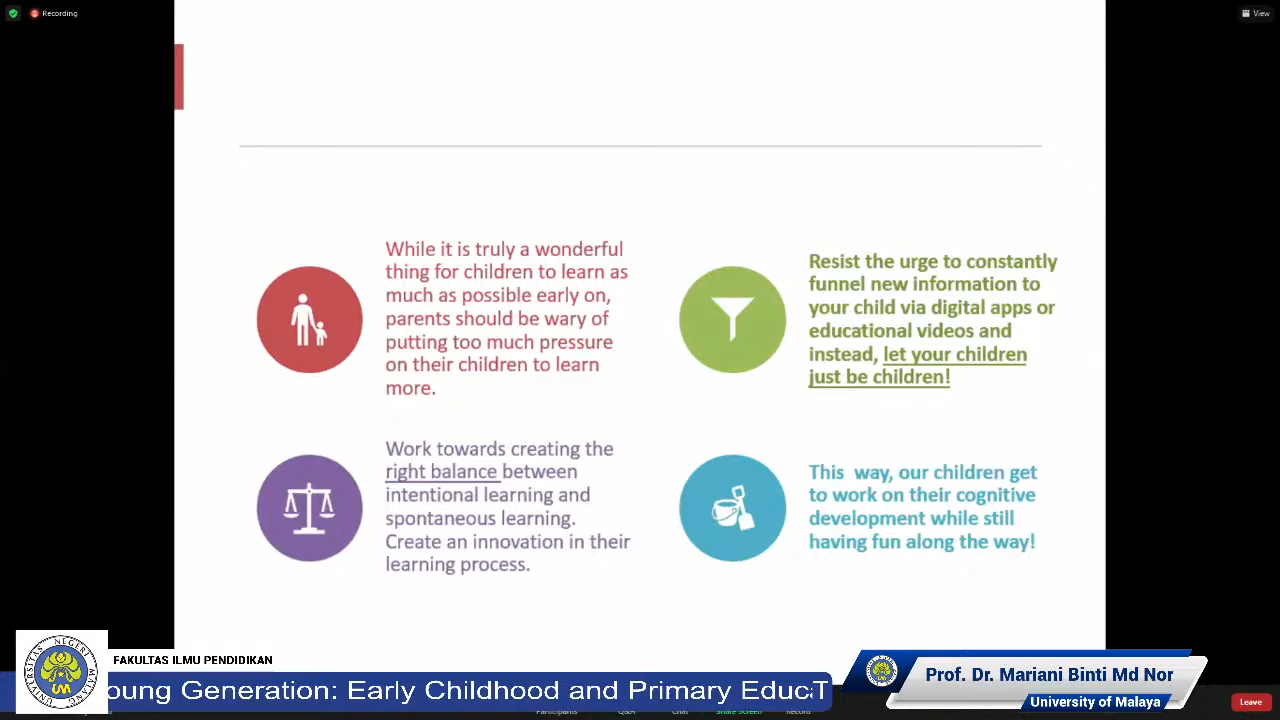 Recording
View
While it is truly a wonderful
thing for children to learn as
much as possible early on,
parents should be wary of
putting too much pressure
on their children to learn
more.
Resist the urge to constantly
funnel new information to
your child via digital apps or
educational videos and
instead, let your children
just be children!
Work towards creating the
right balance between
intentional learning and
spontaneous learning.
Create an innovation in their
learning process.
This way, our children get
to work on their cognitive
development while still
having fun along the way!
FAKULTAS ILMU PENDIDIKAN
Generation: Early Childhood and Primary
Prof. Dr. Mariani Binti Md Nor
University of Malaya
Participants Q&A Chat Share Screen Record
Leave